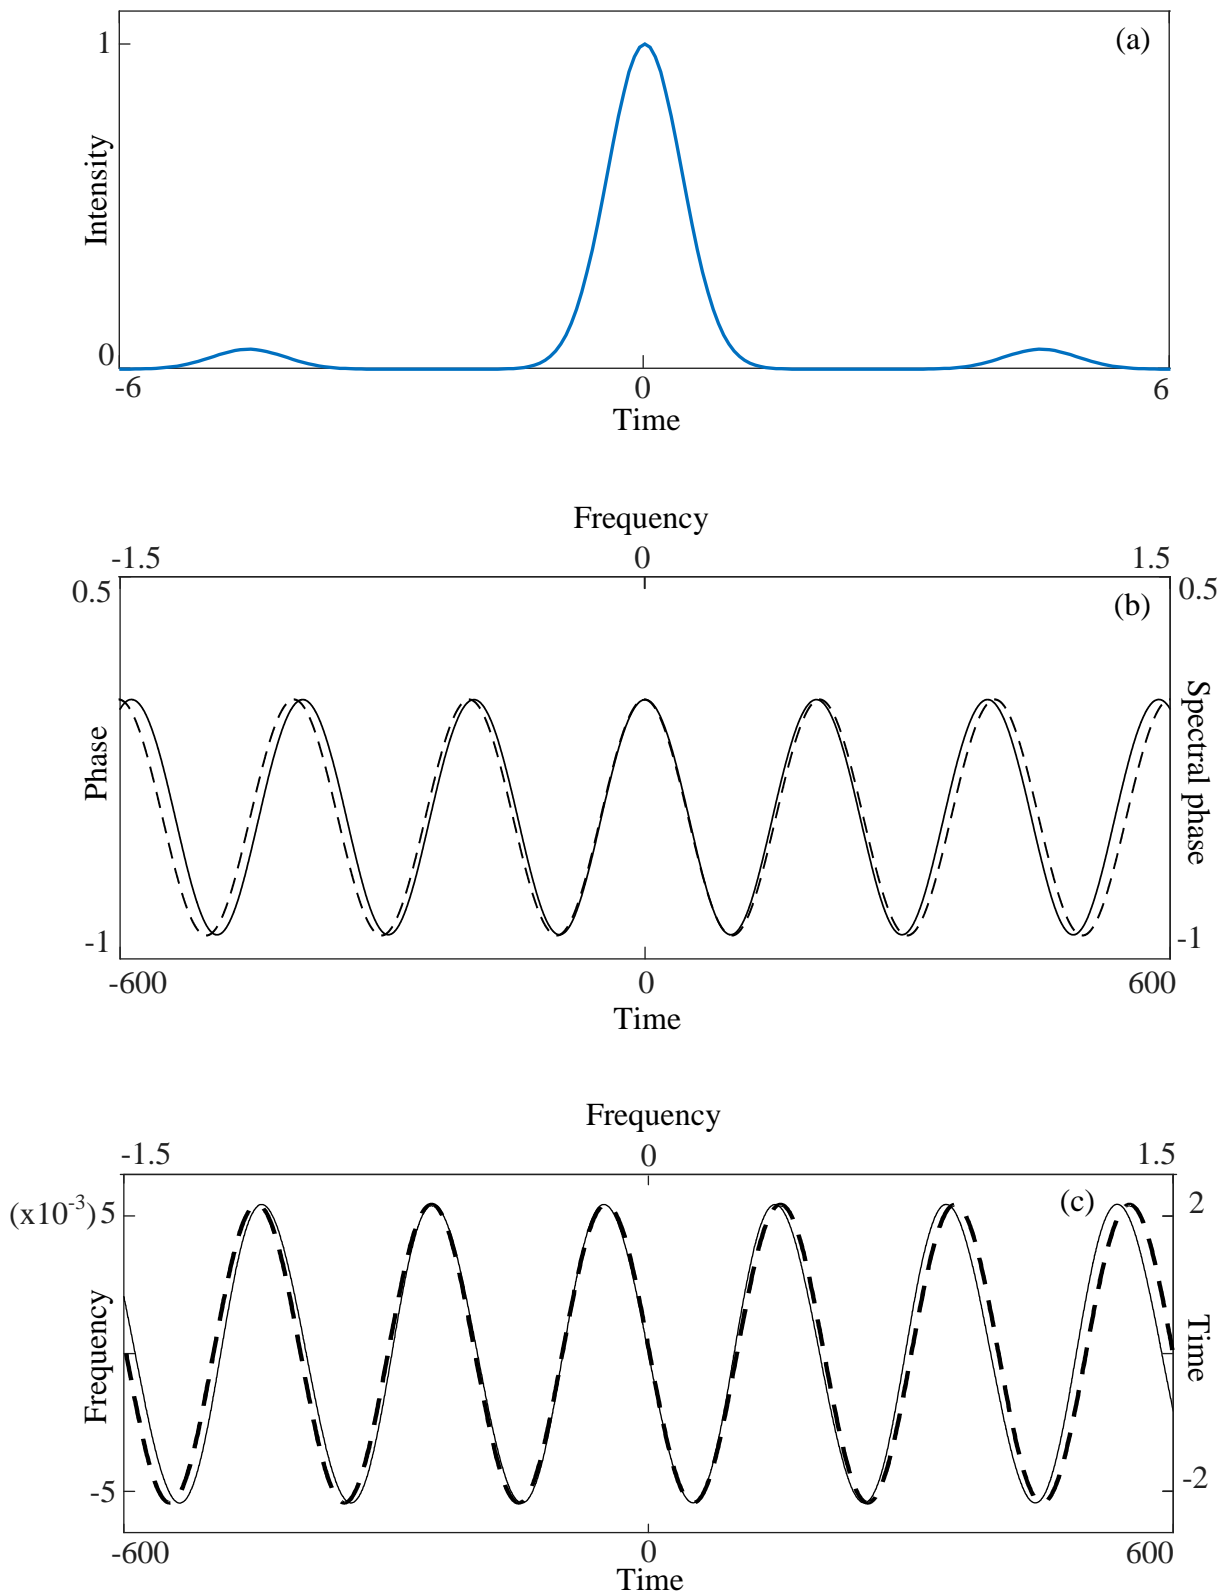 (a)
1
Intensity
0
-6 0 6
Time
Frequency
-1.5 0 1.5
0.5 0.5
(b)
Phase
Spectral phase
-1 -1
-600 0 600
Time
Frequency
-1.5 0 1.5
(x10-3) 5 (c) 2
Frequency
Time
-5 -2
-600 0 600
Time